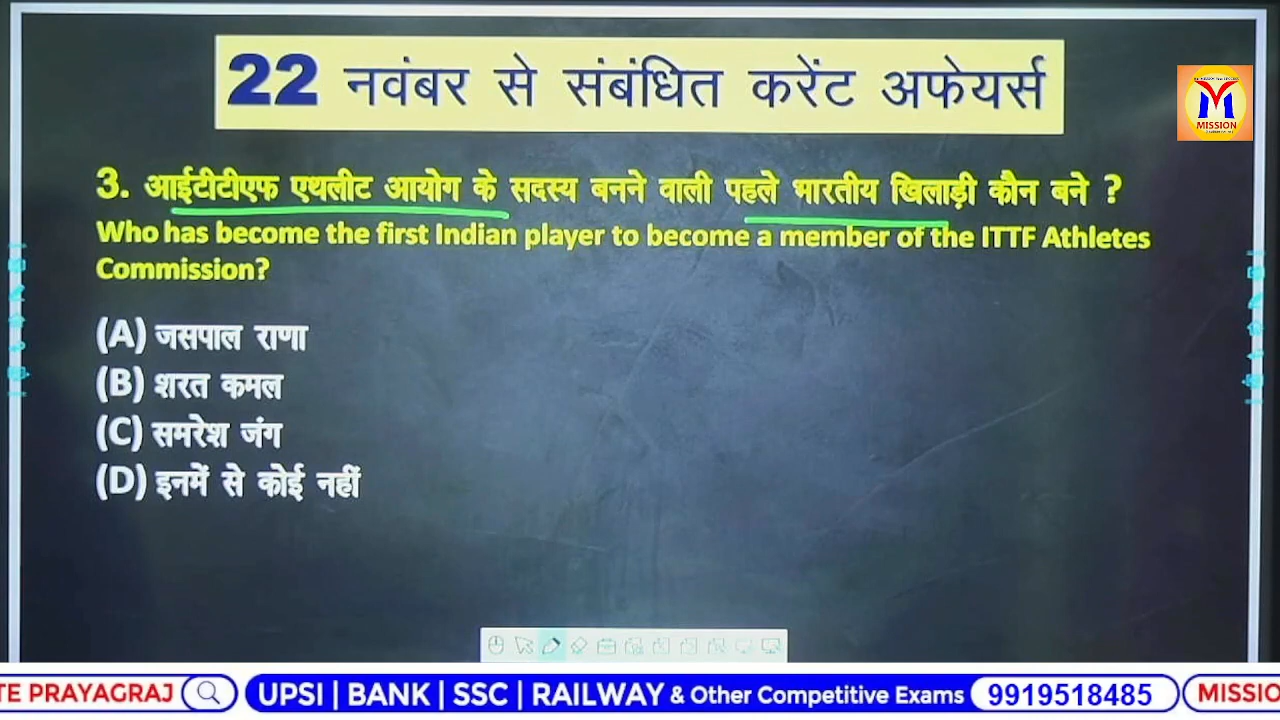 22 नवंबर से संबंधित करेंट अफेयर्स
MISSION
3. आईटीटीएफ एथलीट आयोग के सदस्य बनने वाली पहले भारतीय खिलाड़ी कौन बने ?
Who has become the first Indian player to become a member of the ITTF Athletes
Commission?
(A) जसपाल राणा
(B) शरत कमल
(C) समरेश जंग
(D) इनमें से कोई नहीं
TE PRAYAGRAJ UPSI | BANK | SSC | RAILWAY & Other Competitive Exams 9919518485 MISSIO